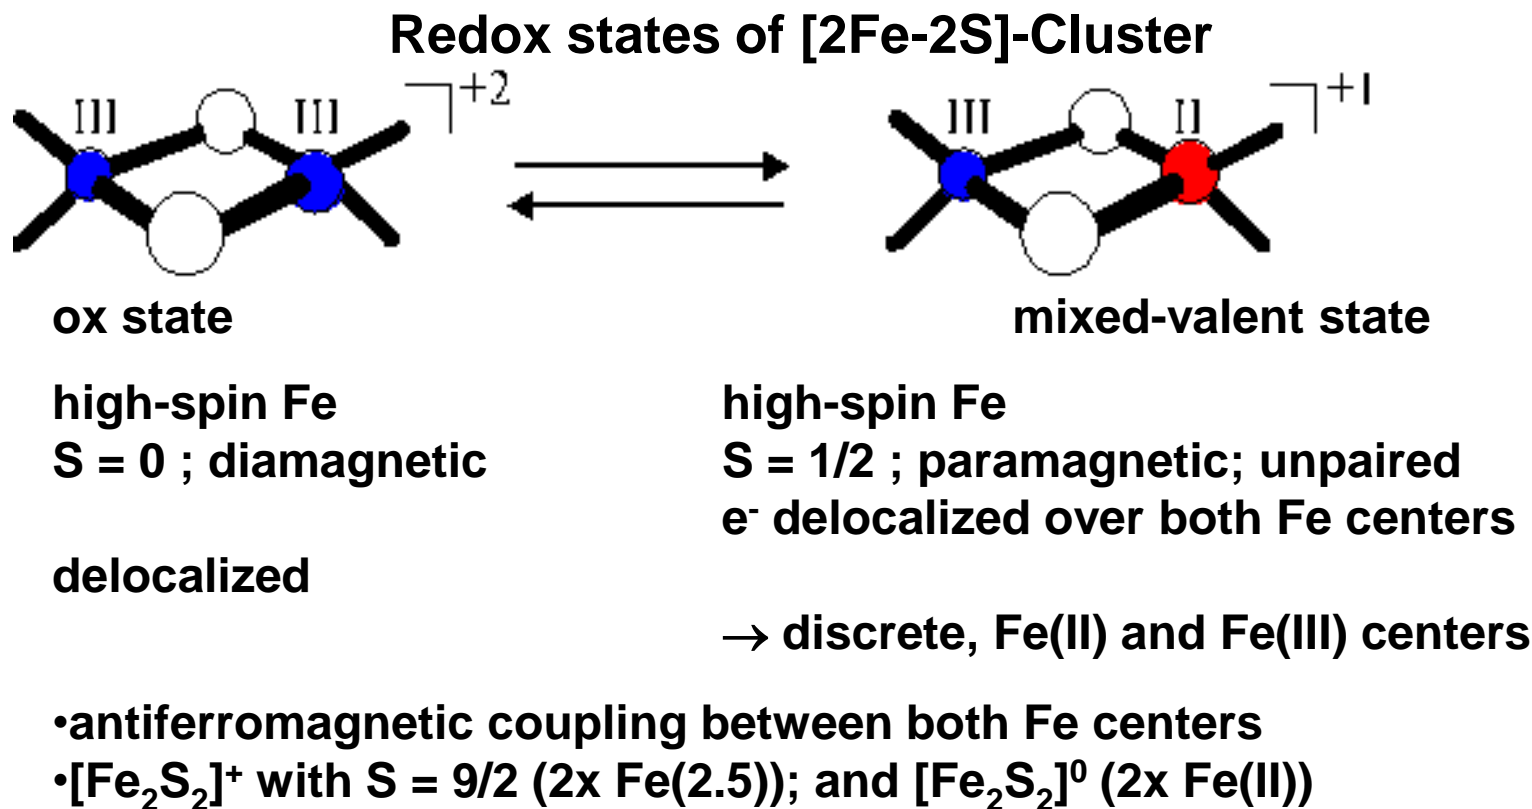 Redox states of [2Fe-2S]-Cluster
III III +2
III II +1
ox state mixed-valent state
high-spin Fe high-spin Fe
S = 0 ; diamagnetic S = 1/2 ; paramagnetic; unpaired
e⁻ delocalized over both Fe centers
delocalized
→ discrete, Fe(II) and Fe(III) centers
•antiferromagnetic coupling between both Fe centers
•[Fe₂S₂]⁺ with S = 9/2 (2x Fe(2.5)); and [Fe₂S₂]⁰ (2x Fe(II))